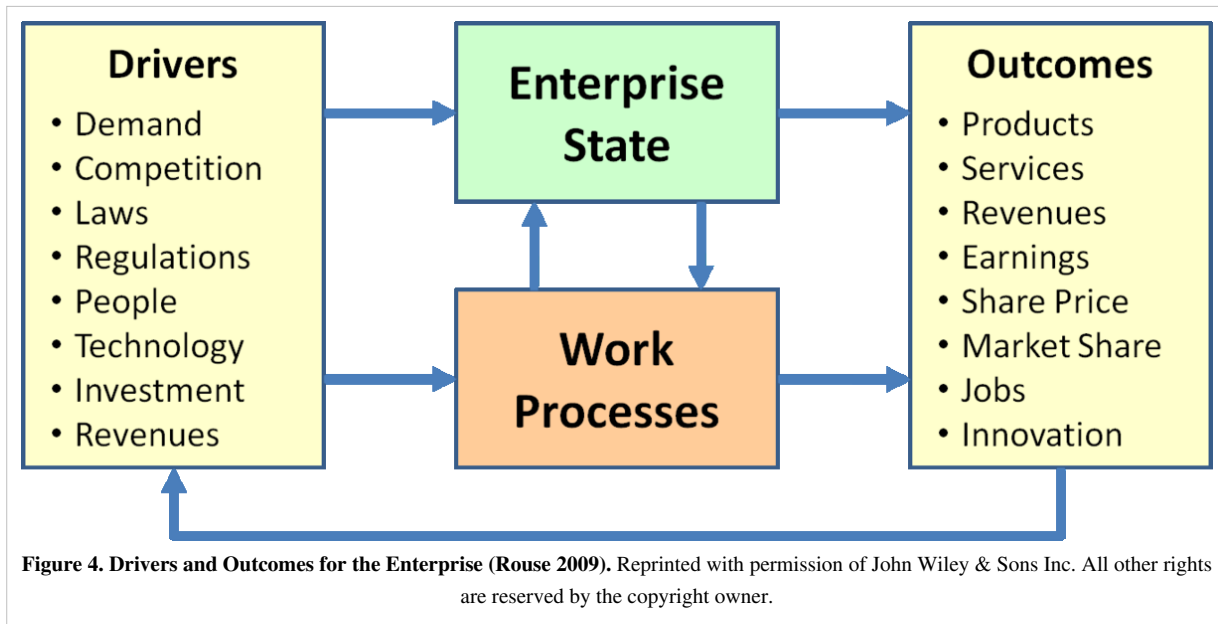 Drivers
• Demand
• Competition
• Laws
• Regulations
• People
• Technology
• Investment
• Revenues
Enterprise
State
Work
Processes
Outcomes
• Products
• Services
• Revenues
• Earnings
• Share Price
• Market Share
• Jobs
• Innovation
Figure 4. Drivers and Outcomes for the Enterprise (Rouse 2009). Reprinted with permission of John Wiley & Sons Inc. All other rights
are reserved by the copyright owner.